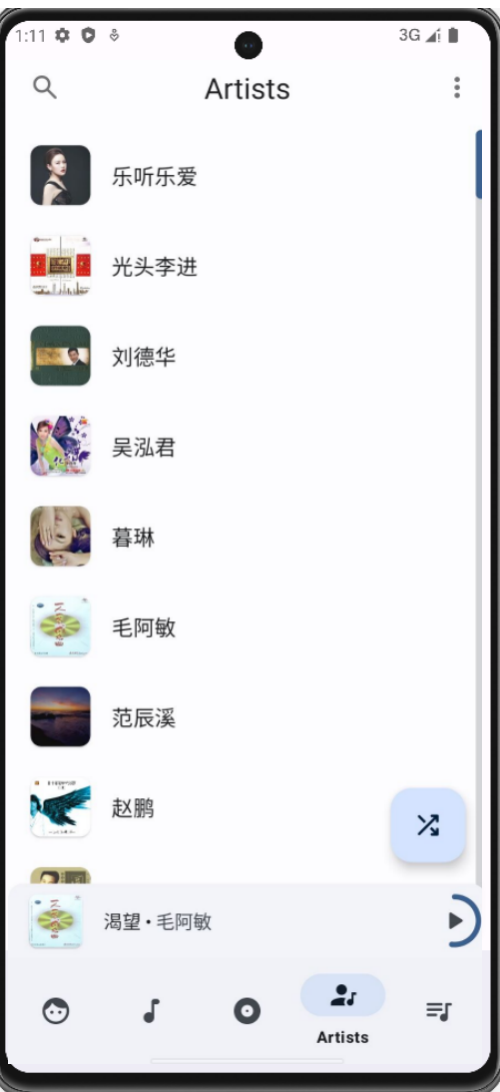 1:11
3G
Artists
乐听乐爱
光头李进
刘德华
吴泓君
暮琳
毛阿敏
范辰溪
赵鹏
渴望 • 毛阿敏
Artists